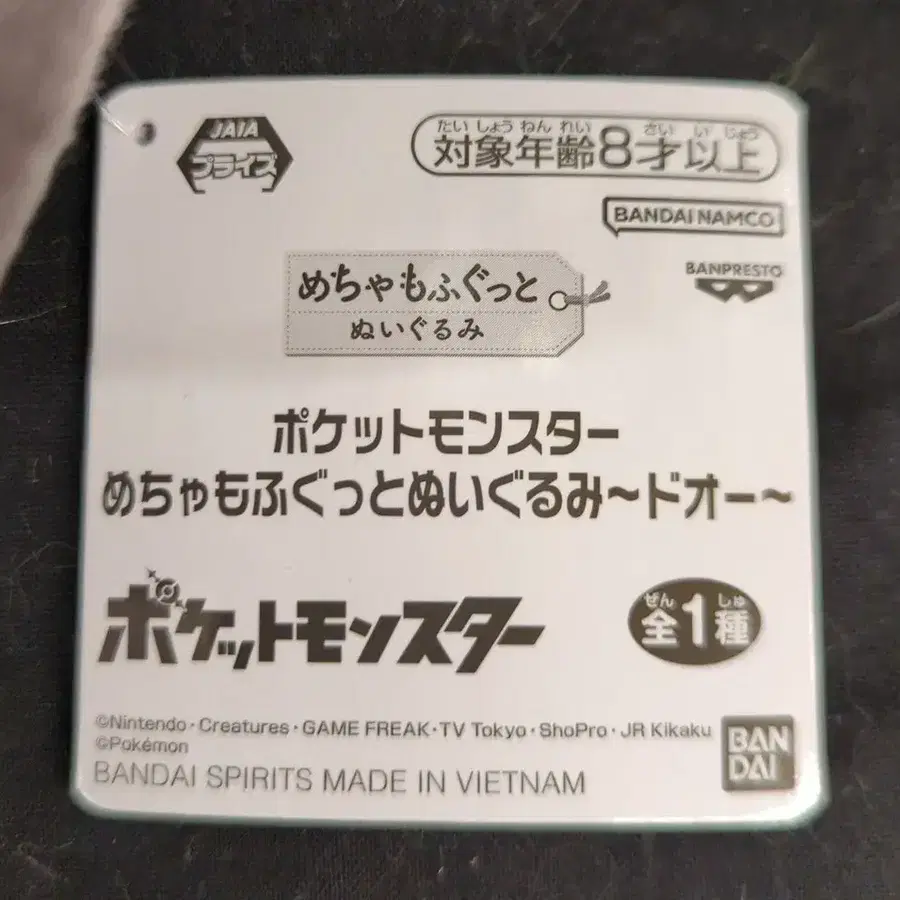 JAIA
プライズ
たいしょうねんれい さいいじょう
対象年齢8才以上
BANDAI NAMCO
BANPRESTO
めちゃもふぐっと
ぬいぐるみ
ポケットモンスター
めちゃもふぐっとぬいぐるみ～ドオー～
ポケットモンスター
ぜん しゅ
全1種
©Nintendo・Creatures・GAME FREAK・TV Tokyo・ShoPro・JR Kikaku
©Pokémon
BANDAI SPIRITS MADE IN VIETNAM
BAN
DAI